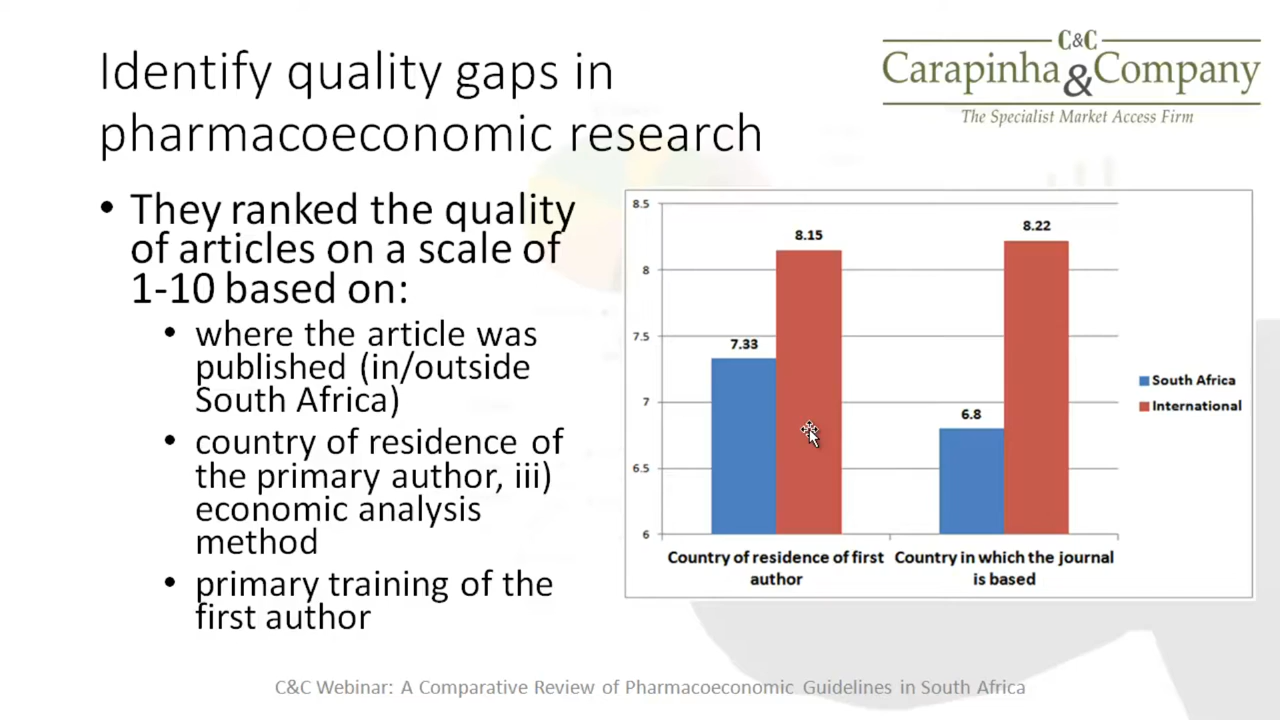 Identify quality gaps in
pharmacoeconomic research
C&C
Carapinha & Company
The Specialist Market Access Firm
• They ranked the quality
of articles on a scale of
1-10 based on:
• where the article was
published (in/outside
South Africa)
• country of residence of
the primary author, iii)
economic analysis
method
• primary training of the
first author
8.5
8
7.5
7
6.5
6
7.33
8.15
6.8
8.22
Country of residence of first
author
Country in which the journal
is based
South Africa
International
C&C Webinar: A Comparative Review of Pharmacoeconomic Guidelines in South Africa